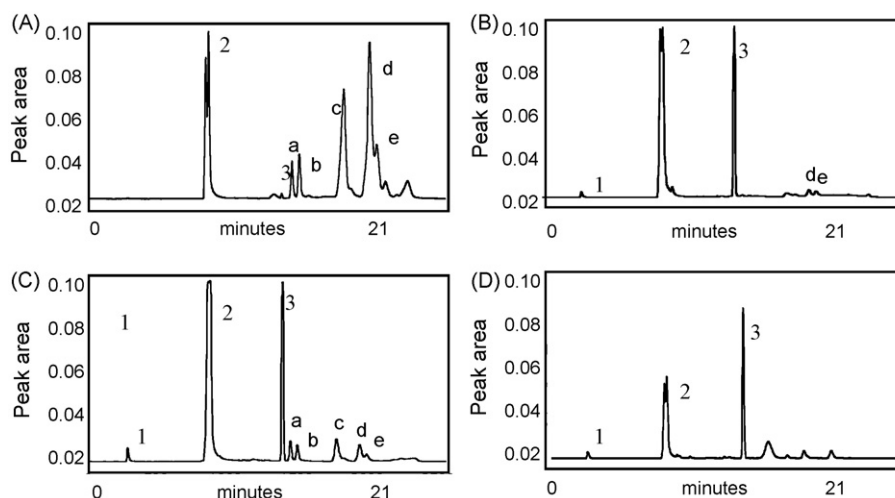 (A)
Peak area
0.10
0.08
0.06
0.04
0.02
2
3
a
b
c
d
e
0 minutes 21
(B)
Peak area
0.10
0.08
0.06
0.04
0.02
1
2
3
d
e
0 minutes 21
(C)
Peak area
0.10
0.08
0.06
0.04
0.02
1
1
2
3
a
b
c
d
e
0 minutes 21
(D)
Peak area
0.10
0.08
0.06
0.04
0.02
1
2
3
0 minutes 21